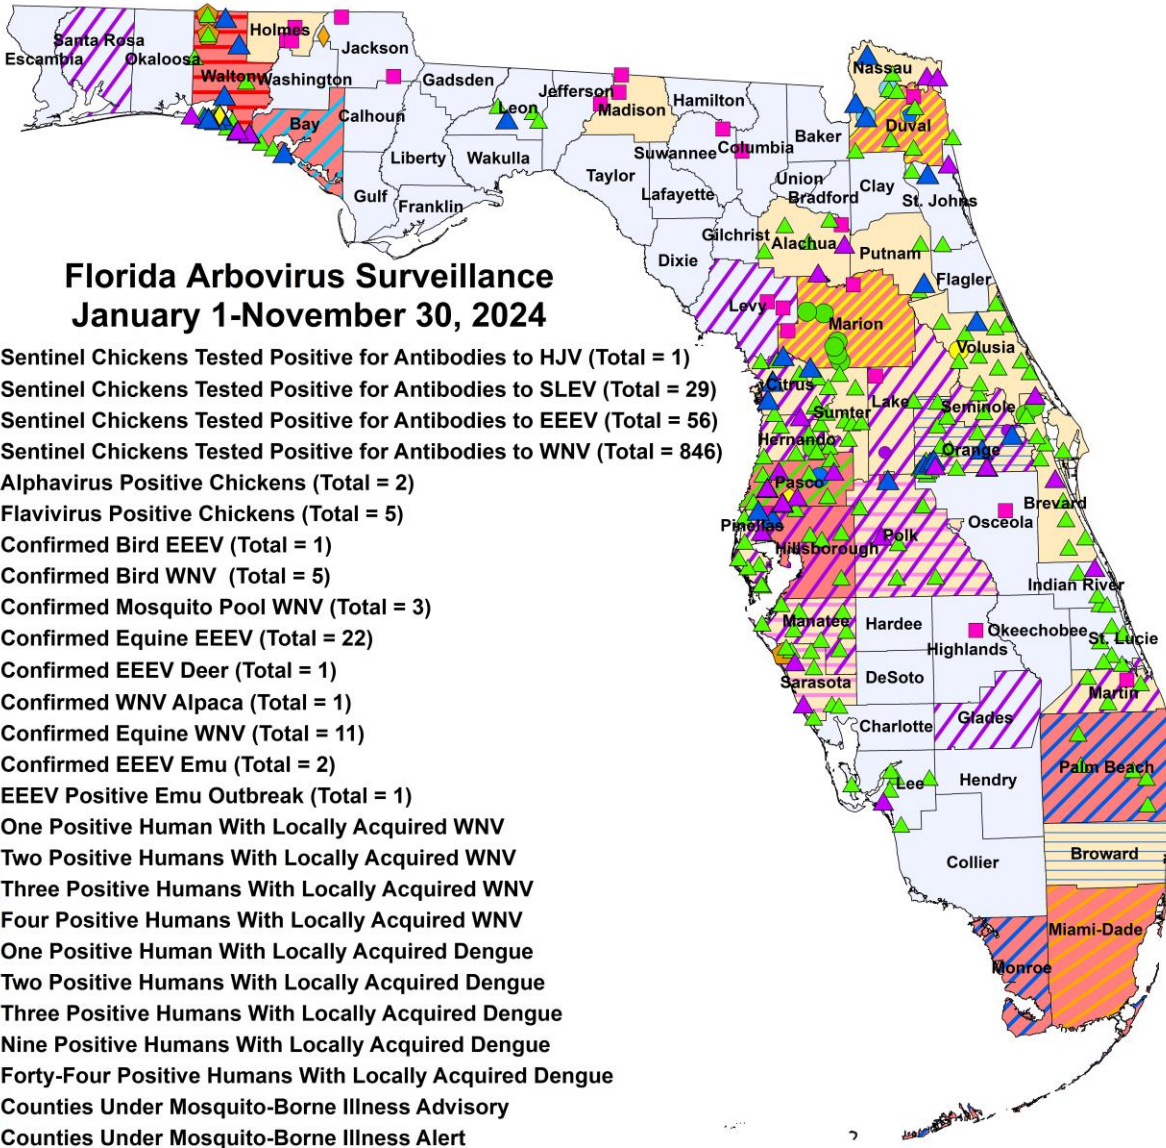 Florida Arbovirus Surveillance
January 1-November 30, 2024
Sentinel Chickens Tested Positive for Antibodies to HJV (Total = 1)
Sentinel Chickens Tested Positive for Antibodies to SLEV (Total = 29)
Sentinel Chickens Tested Positive for Antibodies to EEEV (Total = 56)
Sentinel Chickens Tested Positive for Antibodies to WNV (Total = 846)
Alphavirus Positive Chickens (Total = 2)
Flavivirus Positive Chickens (Total = 5)
Confirmed Bird EEEV (Total = 1)
Confirmed Bird WNV (Total = 5)
Confirmed Mosquito Pool WNV (Total = 3)
Confirmed Equine EEEV (Total = 22)
Confirmed EEEV Deer (Total = 1)
Confirmed WNV Alpaca (Total = 1)
Confirmed Equine WNV (Total = 11)
Confirmed EEEV Emu (Total = 2)
EEEV Positive Emu Outbreak (Total = 1)
One Positive Human With Locally Acquired WNV
Two Positive Humans With Locally Acquired WNV
Three Positive Humans With Locally Acquired WNV
Four Positive Humans With Locally Acquired WNV
One Positive Human With Locally Acquired Dengue
Two Positive Humans With Locally Acquired Dengue
Three Positive Humans With Locally Acquired Dengue
Nine Positive Humans With Locally Acquired Dengue
Forty-Four Positive Humans With Locally Acquired Dengue
Counties Under Mosquito-Borne Illness Advisory
Counties Under Mosquito-Borne Illness Alert
Escambia
Santa Rosa
Okaloosa
Walton
Holmes
Washington
Jackson
Bay
Calhoun
Gulf
Gadsden
Liberty
Franklin
Leon
Wakulla
Jefferson
Madison
Taylor
Hamilton
Suwannee
Lafayette
Dixie
Columbia
Gilchrist
Baker
Union
Bradford
Alachua
Levy
Nassau
Duval
Clay
St. Johns
Putnam
Flagler
Marion
Volusia
Citrus
Sumter
Lake
Seminole
Hernando
Orange
Pasco
Brevard
Osceola
Pinellas
Hillsborough
Polk
Indian River
Manatee
Hardee
Highlands
Okeechobee
St. Lucie
Sarasota
DeSoto
Martin
Charlotte
Glades
Lee
Hendry
Palm Beach
Collier
Broward
Monroe
Miami-Dade